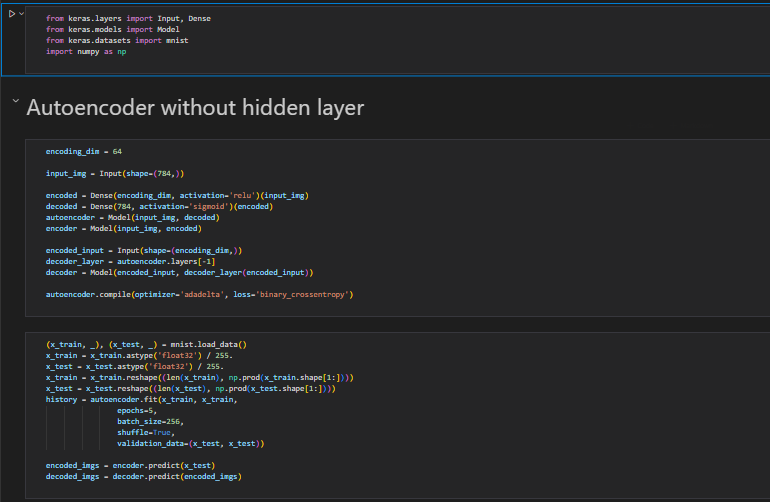 from keras.layers import Input, Dense
from keras.models import Model
from keras.datasets import mnist
import numpy as np
Autoencoder without hidden layer
encoding_dim = 64
input_img = Input(shape=(784,))
encoded = Dense(encoding_dim, activation='relu')(input_img)
decoded = Dense(784, activation='sigmoid')(encoded)
autoencoder = Model(input_img, decoded)
encoder = Model(input_img, encoded)
encoded_input = Input(shape=(encoding_dim,))
decoder_layer = autoencoder.layers[-1]
decoder = Model(encoded_input, decoder_layer(encoded_input))
autoencoder.compile(optimizer='adadelta', loss='binary_crossentropy')
(x_train, _), (x_test, _) = mnist.load_data()
x_train = x_train.astype('float32') / 255.
x_test = x_test.astype('float32') / 255.
x_train = x_train.reshape((len(x_train), np.prod(x_train.shape[1:])))
x_test = x_test.reshape((len(x_test), np.prod(x_test.shape[1:])))
history = autoencoder.fit(x_train, x_train,
epochs=5,
batch_size=256,
shuffle=True,
validation_data=(x_test, x_test))
encoded_imgs = encoder.predict(x_test)
decoded_imgs = decoder.predict(encoded_imgs)